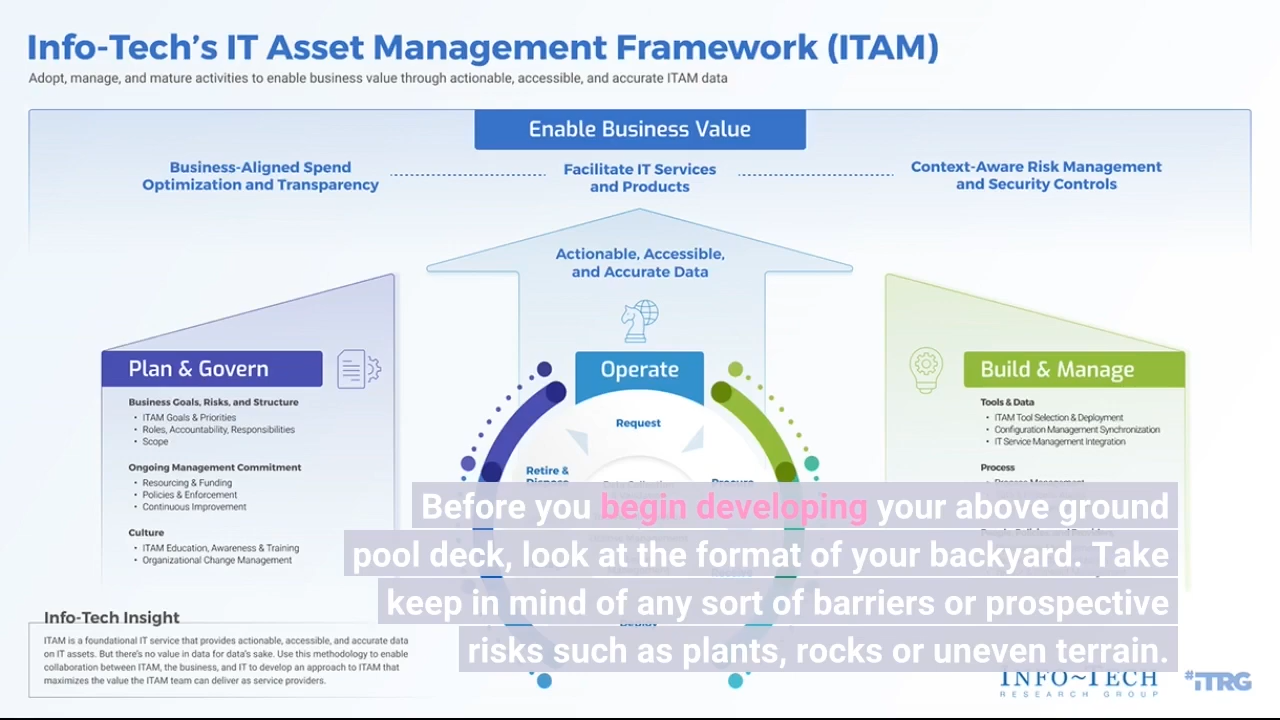 Info-Tech's IT Asset Management Framework (ITAM)
Adopt, manage, and mature activities to enable business value through actionable, accessible, and accurate ITAM data
Enable Business Value
Business-Aligned Spend
Optimization and Transparency
Facilitate IT Services
and Products
Context-Aware Risk Management
and Security Controls
Actionable, Accessible,
and Accurate Data
Plan & Govern
Business Goals, Risks, and Structure
• ITAM Goals & Priorities
• Roles, Accountability, Responsibilities
• Scope
Ongoing Management Commitment
• Resourcing & Funding
• Policies & Enforcement
• Continuous Improvement
Culture
• ITAM Education, Awareness & Training
• Organizational Change Management
Operate
Request
Retire &
Dispose
Procure
Build & Manage
Tools & Data
• ITAM Tool Selection & Deployment
• Configuration Management Synchronization
• IT Service Management Integration
Process
Before you begin developing your above ground
pool deck, look at the format of your backyard. Take
keep in mind of any sort of barriers or prospective
risks such as plants, rocks or uneven terrain.
Info-Tech Insight
ITAM is a foundational IT service that provides actionable, accessible, and accurate data
on IT assets. But there's no value in data for data's sake. Use this methodology to enable
collaboration between ITAM, the business, and IT to develop an approach to ITAM that
maximizes the value the ITAM team can deliver as service providers.
INFO~TECH
RESEARCH GROUP
#iTRG